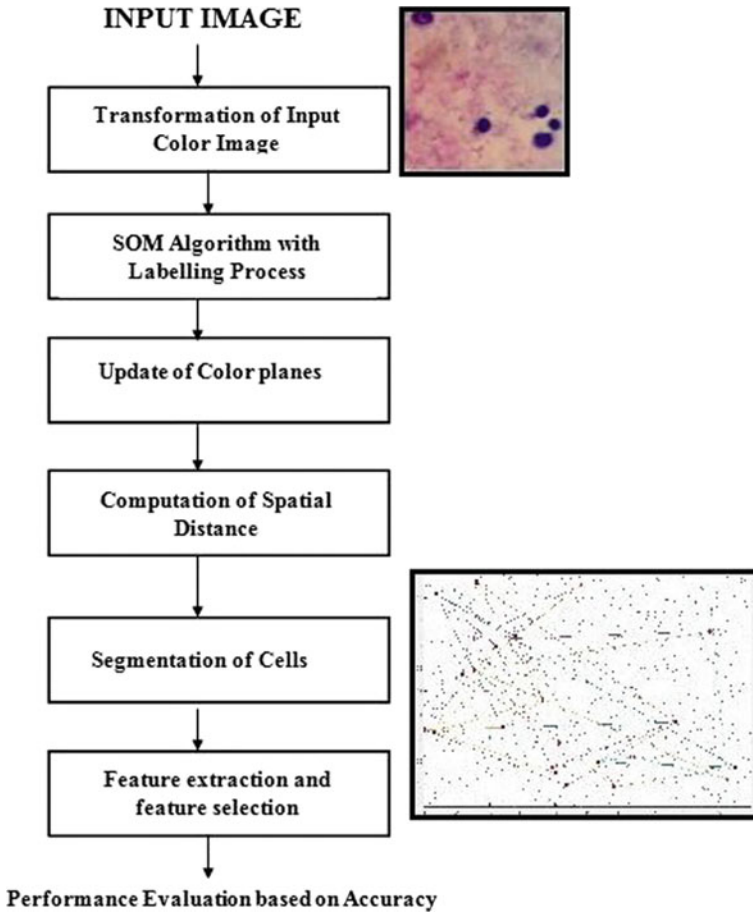 INPUT IMAGE
Transformation of Input
Color Image
SOM Algorithm with
Labelling Process
Update of Color planes
Computation of Spatial
Distance
Segmentation of Cells
Feature extraction and
feature selection
Performance Evaluation based on Accuracy